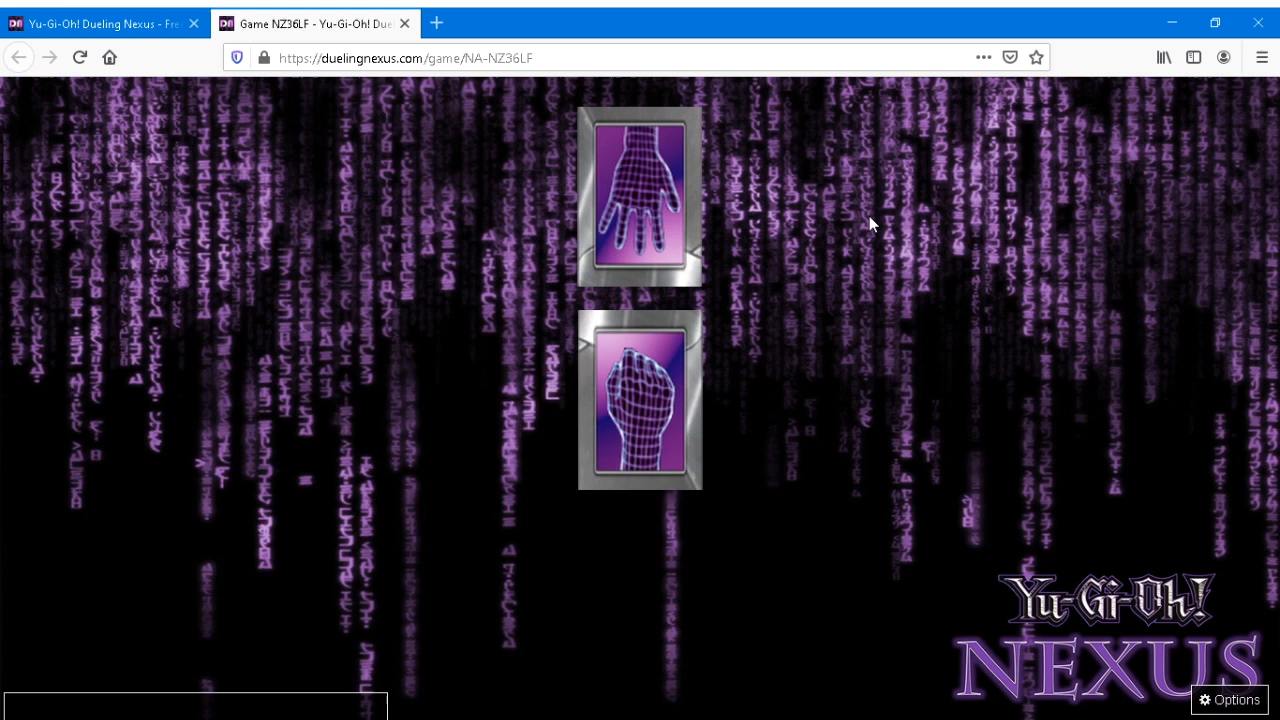 Yu-Gi-Oh! Dueling Nexus - Fre
Game NZ36LF - Yu-Gi-Oh! Due
https://duelingnexus.com/game/NA-NZ36LF
Yu-Gi-Oh!
NEXUS
Options